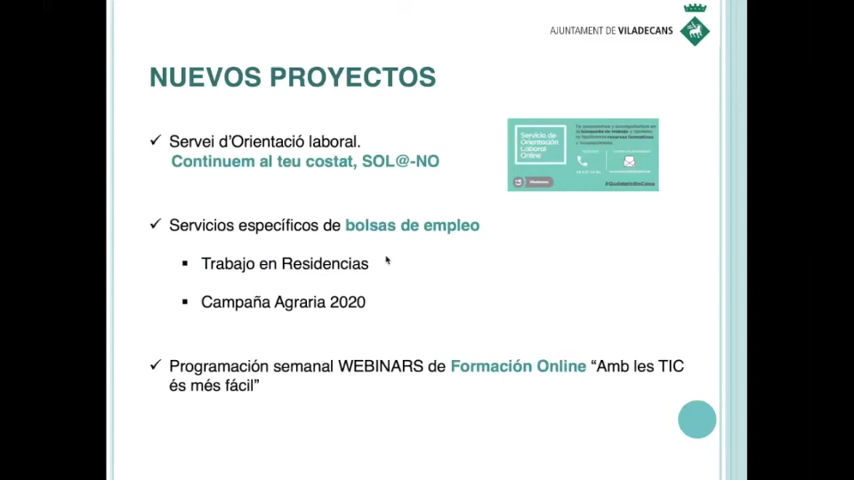 AJUNTAMENT DE VILADECANS
NUEVOS PROYECTOS
✓ Servei d'Orientació laboral.
Continuem al teu costat, SOL@-NO
Servicio de
Orientación
Laboral
Online
✓ Servicios específicos de bolsas de empleo
▪ Trabajo en Residencias
▪ Campaña Agraria 2020
✓ Programación semanal WEBINARS de Formación Online “Amb les TIC
és més fácil”